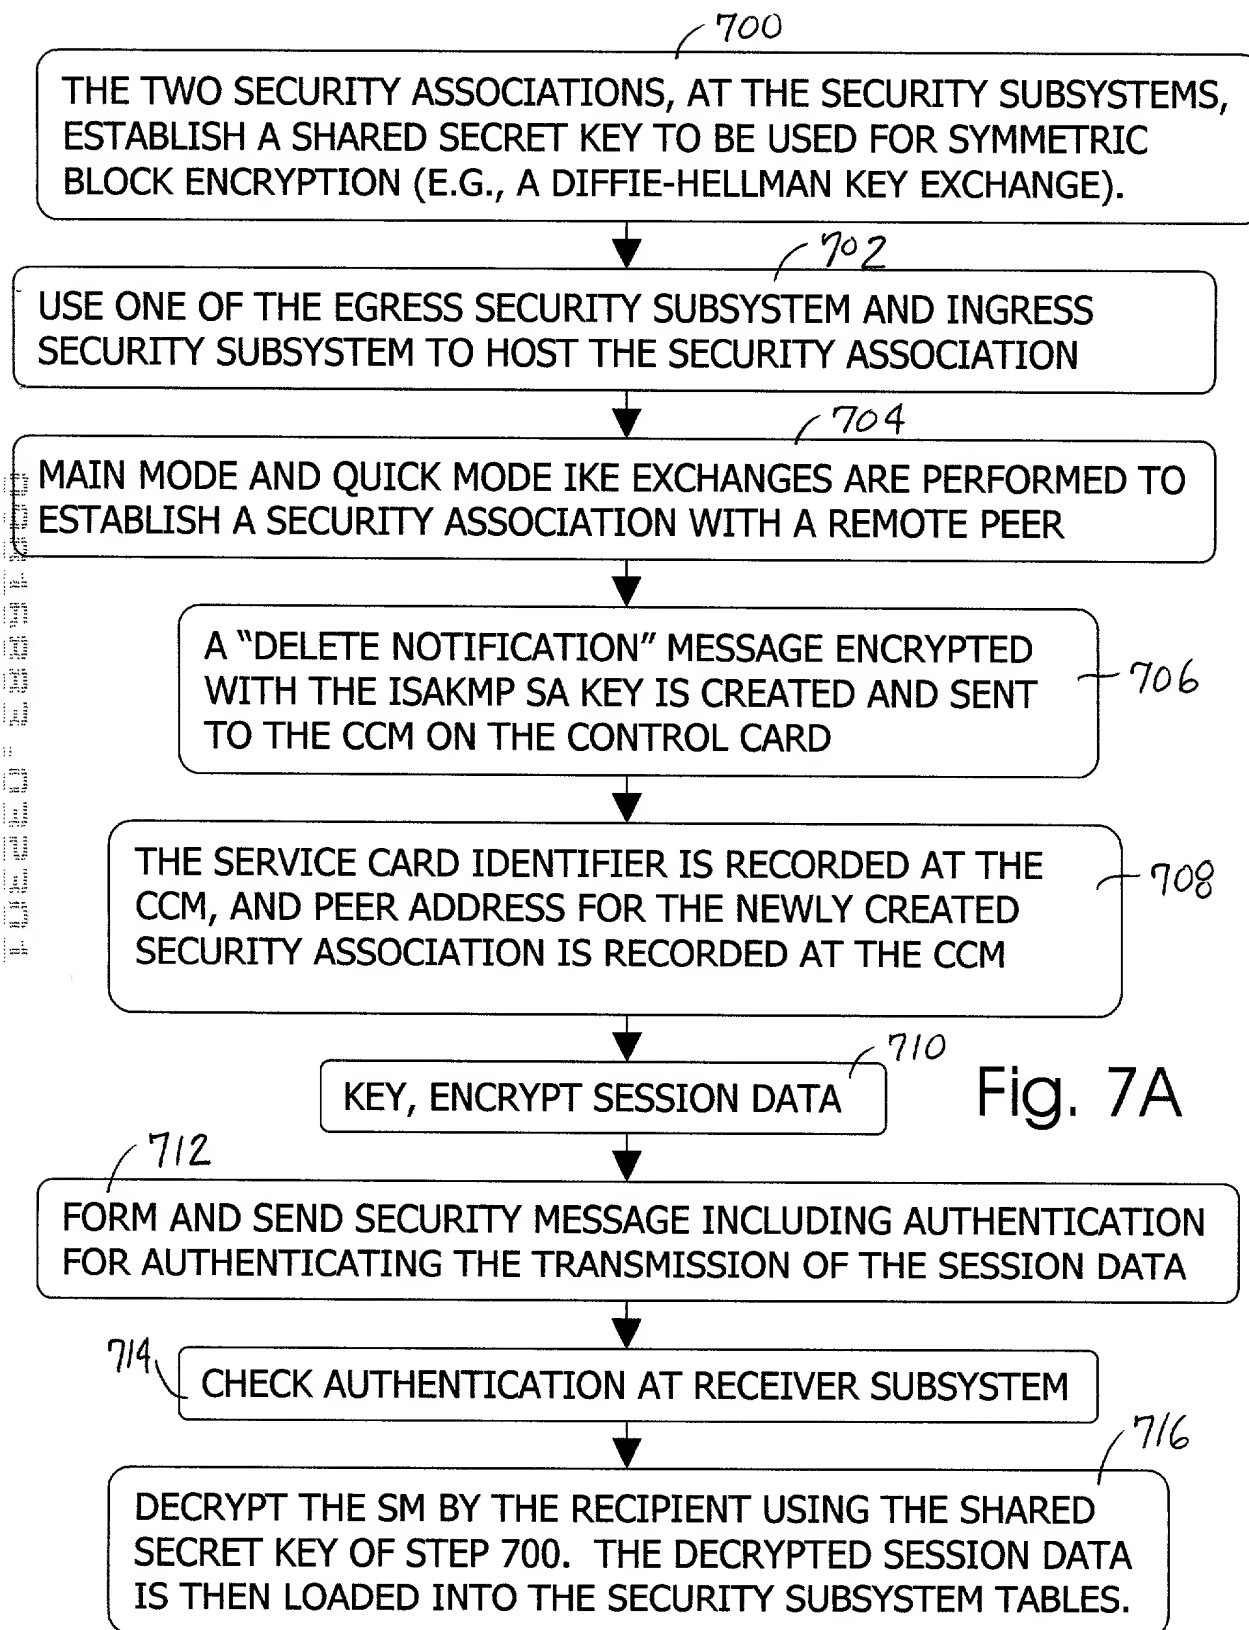 700
THE TWO SECURITY ASSOCIATIONS, AT THE SECURITY SUBSYSTEMS,
ESTABLISH A SHARED SECRET KEY TO BE USED FOR SYMMETRIC
BLOCK ENCRYPTION (E.G., A DIFFIE-HELLMAN KEY EXCHANGE).
702
USE ONE OF THE EGRESS SECURITY SUBSYSTEM AND INGRESS
SECURITY SUBSYSTEM TO HOST THE SECURITY ASSOCIATION
704
MAIN MODE AND QUICK MODE IKE EXCHANGES ARE PERFORMED TO
ESTABLISH A SECURITY ASSOCIATION WITH A REMOTE PEER
A “DELETE NOTIFICATION” MESSAGE ENCRYPTED
WITH THE ISAKMP SA KEY IS CREATED AND SENT
TO THE CCM ON THE CONTROL CARD
706
THE SERVICE CARD IDENTIFIER IS RECORDED AT THE
CCM, AND PEER ADDRESS FOR THE NEWLY CREATED
SECURITY ASSOCIATION IS RECORDED AT THE CCM
708
710
KEY, ENCRYPT SESSION DATA
Fig. 7A
712
FORM AND SEND SECURITY MESSAGE INCLUDING AUTHENTICATION
FOR AUTHENTICATING THE TRANSMISSION OF THE SESSION DATA
714
CHECK AUTHENTICATION AT RECEIVER SUBSYSTEM
716
DECRYPT THE SM BY THE RECIPIENT USING THE SHARED
SECRET KEY OF STEP 700. THE DECRYPTED SESSION DATA
IS THEN LOADED INTO THE SECURITY SUBSYSTEM TABLES.